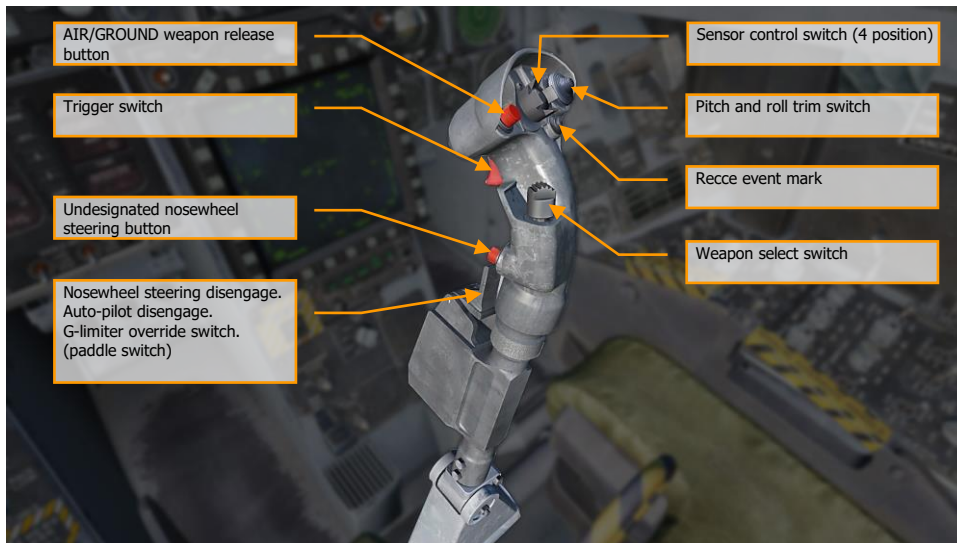 AIR/GROUND weapon release
button
Trigger switch
Undesignated nosewheel
steering button
Nosewheel steering disengage.
Auto-pilot disengage.
G-limiter override switch.
(paddle switch)
Sensor control switch (4 position)
Pitch and roll trim switch
Recce event mark
Weapon select switch